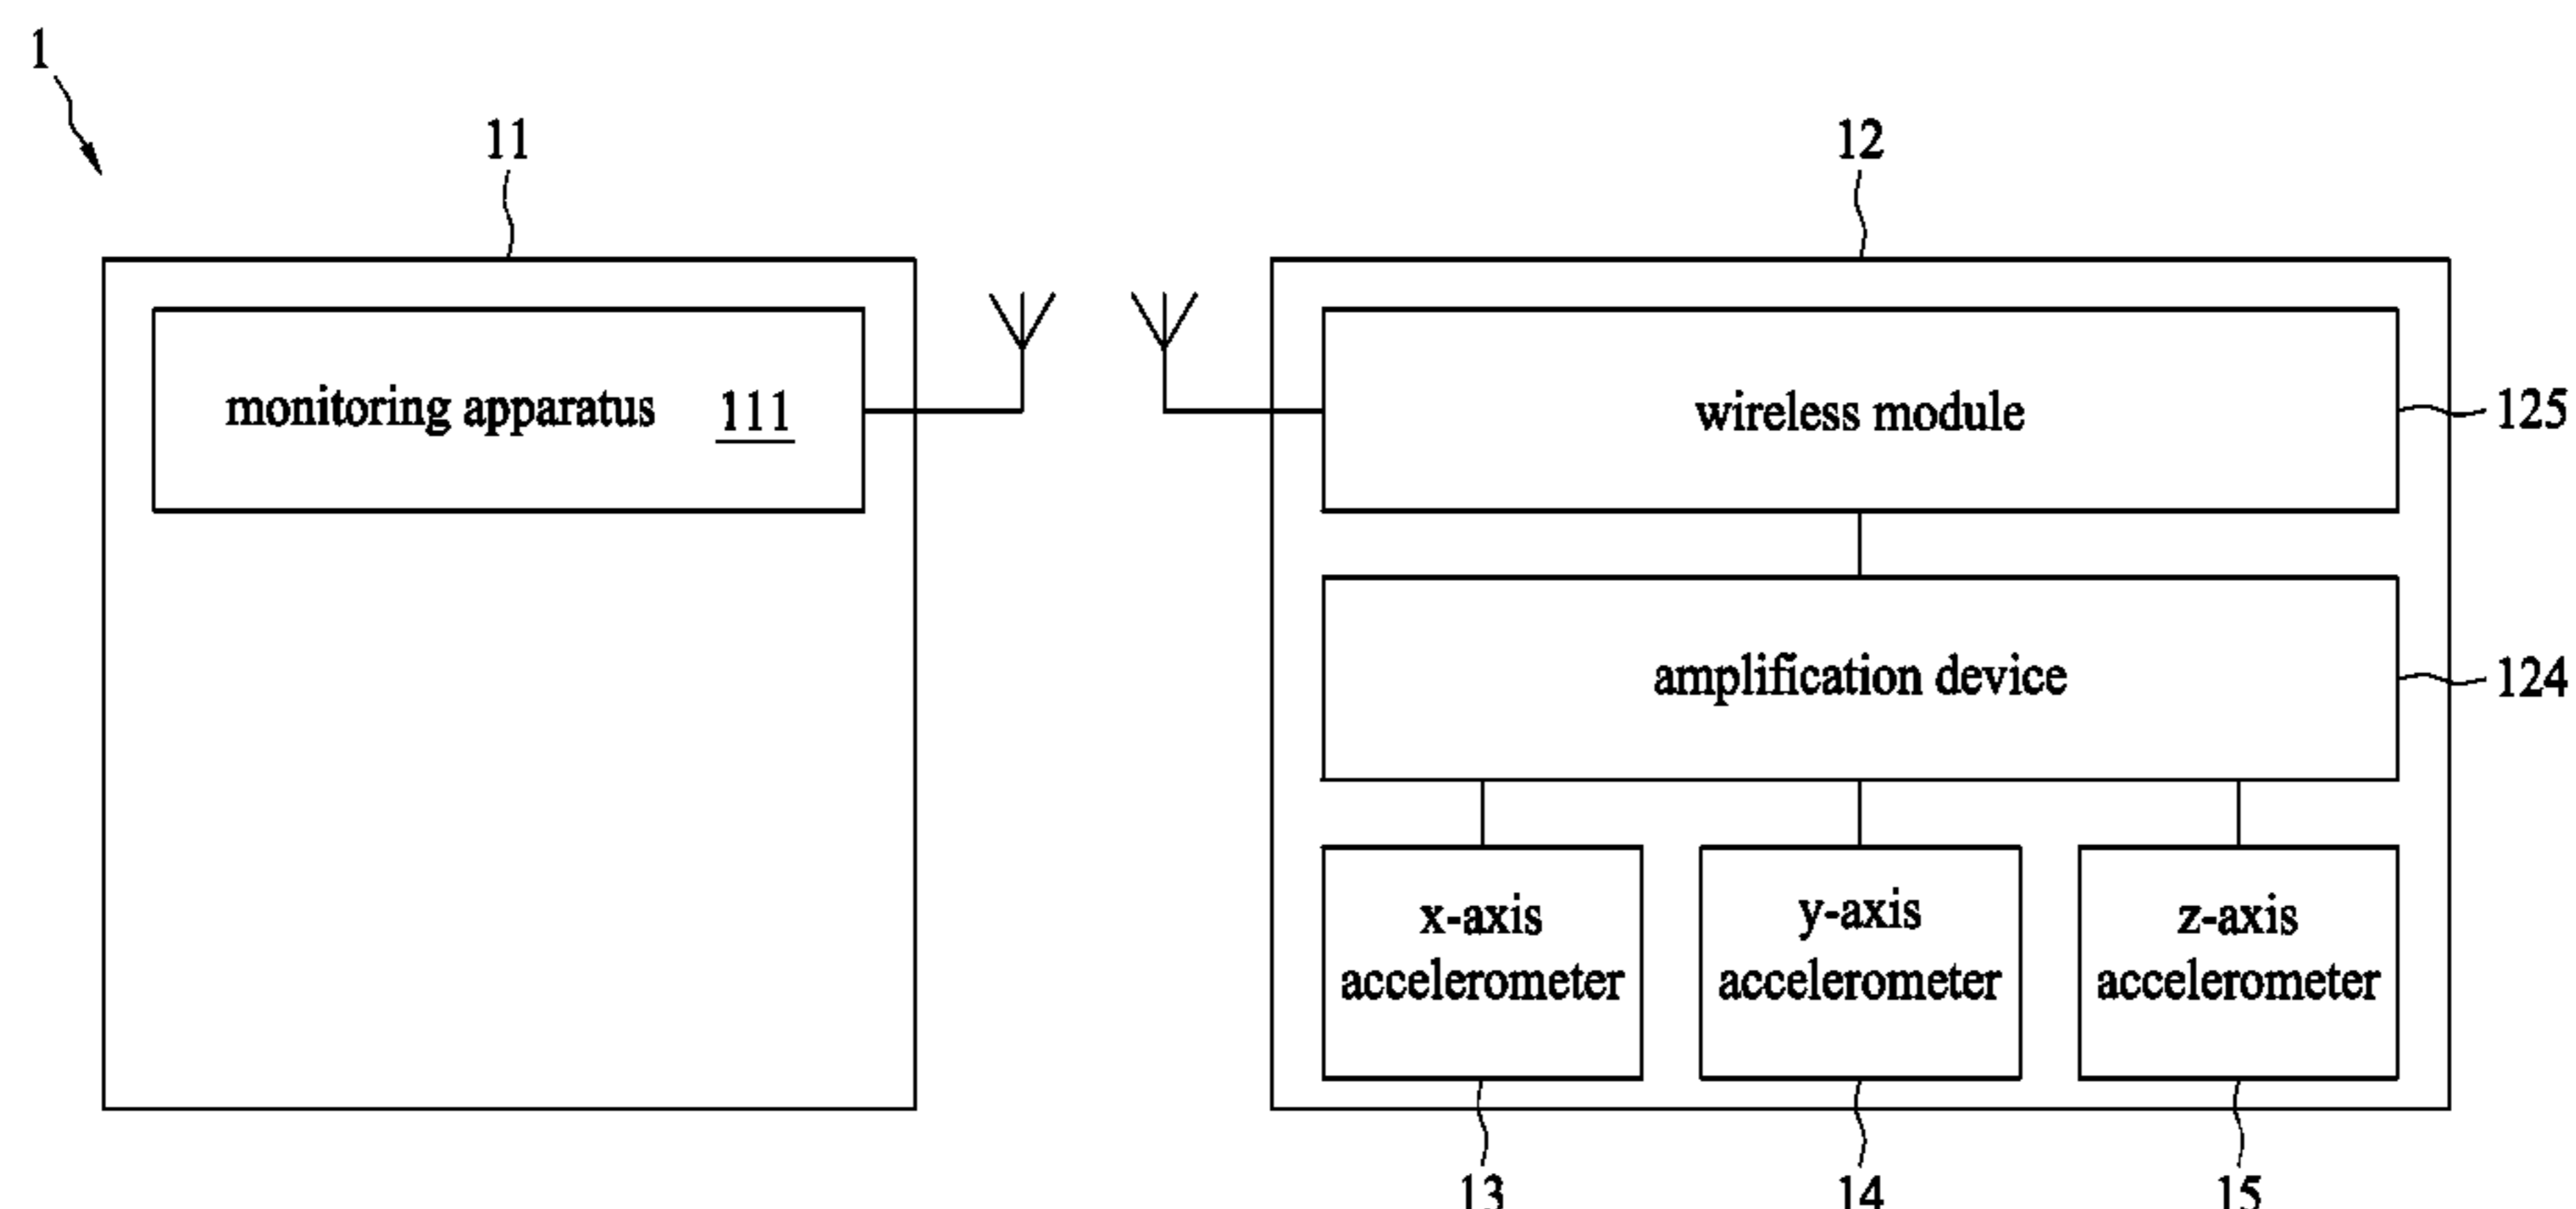 1
11
12
monitoring apparatus 111
wireless module
125
amplification device
124
x-axis
accelerometer
y-axis
accelerometer
z-axis
accelerometer
13
14
15